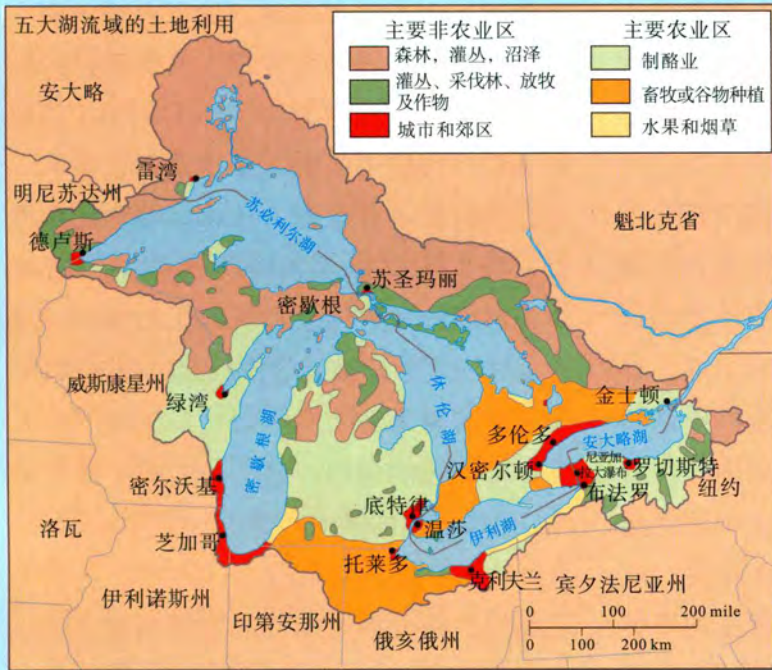 五大湖流域的土地利用
主要非农业区
森林，灌丛，沼泽
灌丛、采伐林、放牧
及作物
城市和郊区
主要农业区
制酪业
畜牧或谷物种植
水果和烟草
安大略
雷湾
明尼苏达州
苏必利尔湖
魁北克省
德卢斯
苏圣玛丽
密歇根
威斯康星州
绿湾
休伦湖
金士顿
多伦多
安大略湖
密歇根湖
汉密尔顿
尼亚加
拉大瀑布
罗切斯特
密尔沃基
布法罗
纽约
底特律
洛瓦
温莎
伊利湖
芝加哥
托莱多
克利夫兰
宾夕法尼亚州
伊利诺斯州
印第安那州
俄亥俄州
0 100 200 mile
0 100 200 km